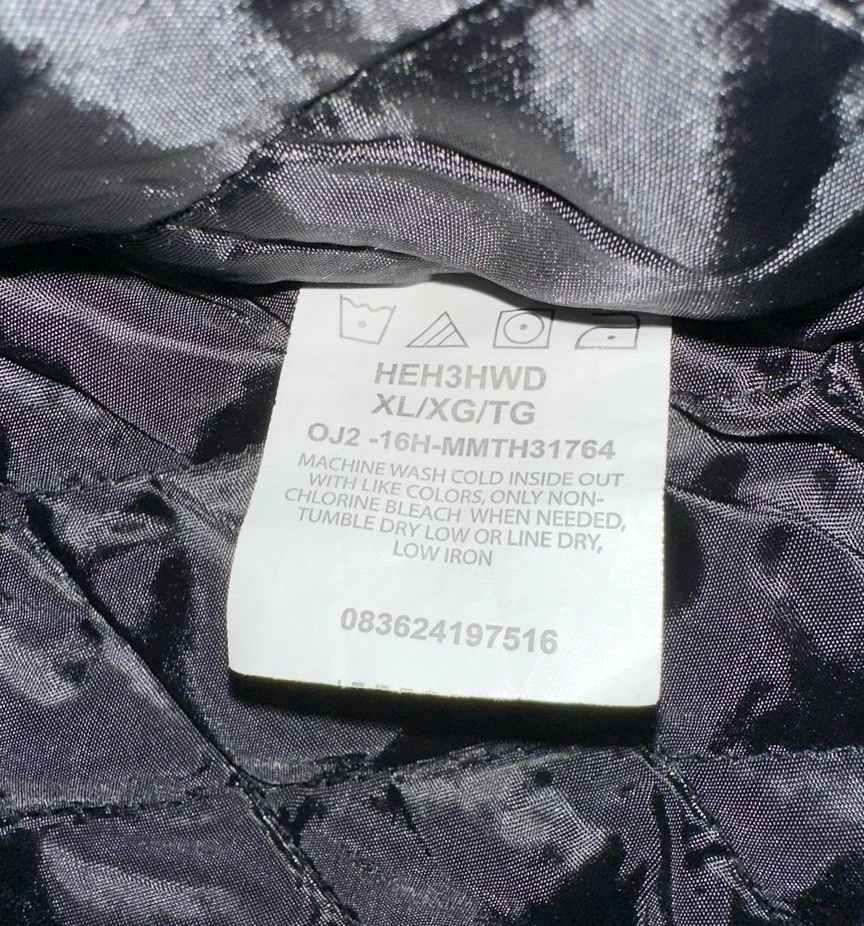 HEH3HWD
XL/XG/TG
OJ2 -16H-MMTH31764
MACHINE WASH COLD INSIDE OUT
WITH LIKE COLORS, ONLY NON-
CHLORINE BLEACH WHEN NEEDED,
TUMBLE DRY LOW OR LINE DRY,
LOW IRON
083624197516